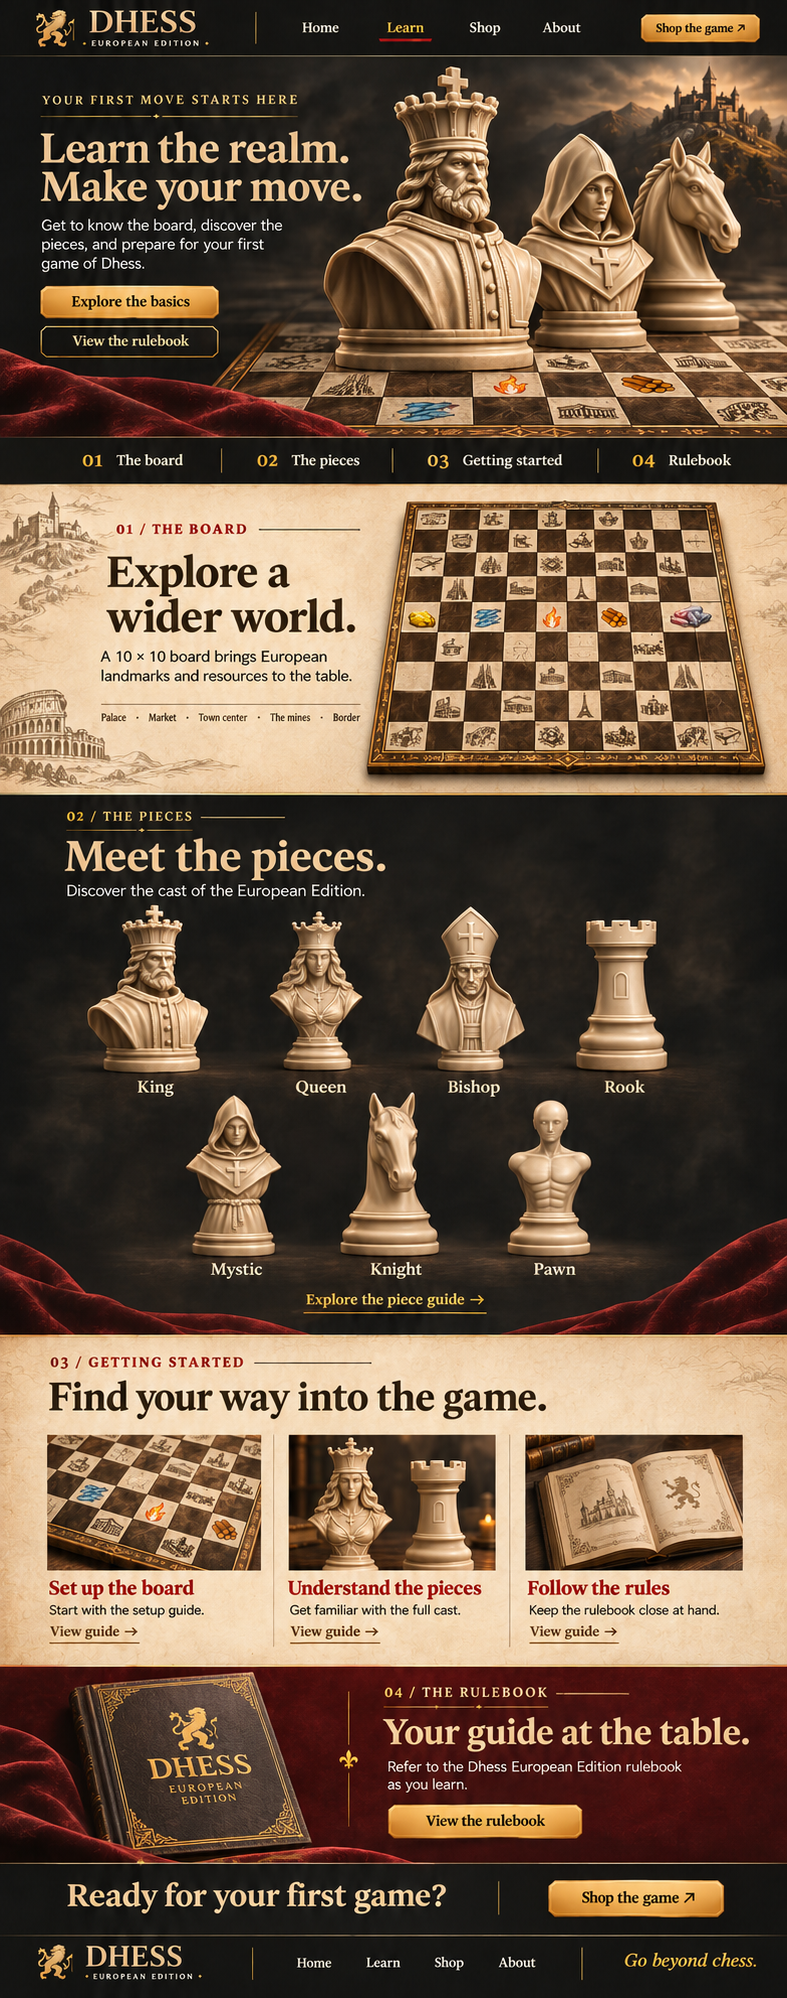 DHESS
• EUROPEAN EDITION •
Home
Learn
Shop
About
Shop the game ↗
YOUR FIRST MOVE STARTS HERE
Learn the realm.
Make your move.
Get to know the board, discover the
pieces, and prepare for your first
game of Dhess.
Explore the basics
View the rulebook
01 The board
02 The pieces
03 Getting started
04 Rulebook
01 / THE BOARD
Explore a
wider world.
A 10 × 10 board brings European
landmarks and resources to the table.
Palace • Market • Town center • The mines • Border
02 / THE PIECES
Meet the pieces.
Discover the cast of the European Edition.
King
Queen
Bishop
Rook
Mystic
Knight
Pawn
Explore the piece guide →
03 / GETTING STARTED
Find your way into the game.
Set up the board
Start with the setup guide.
View guide →
Understand the pieces
Get familiar with the full cast.
View guide →
Follow the rules
Keep the rulebook close at hand.
View guide →
DHESS
EUROPEAN
EDITION
04 / THE RULEBOOK
Your guide at the table.
Refer to the Dhess European Edition rulebook
as you learn.
View the rulebook
Ready for your first game?
Shop the game ↗
DHESS
• EUROPEAN EDITION •
Home
Learn
Shop
About
Go beyond chess.